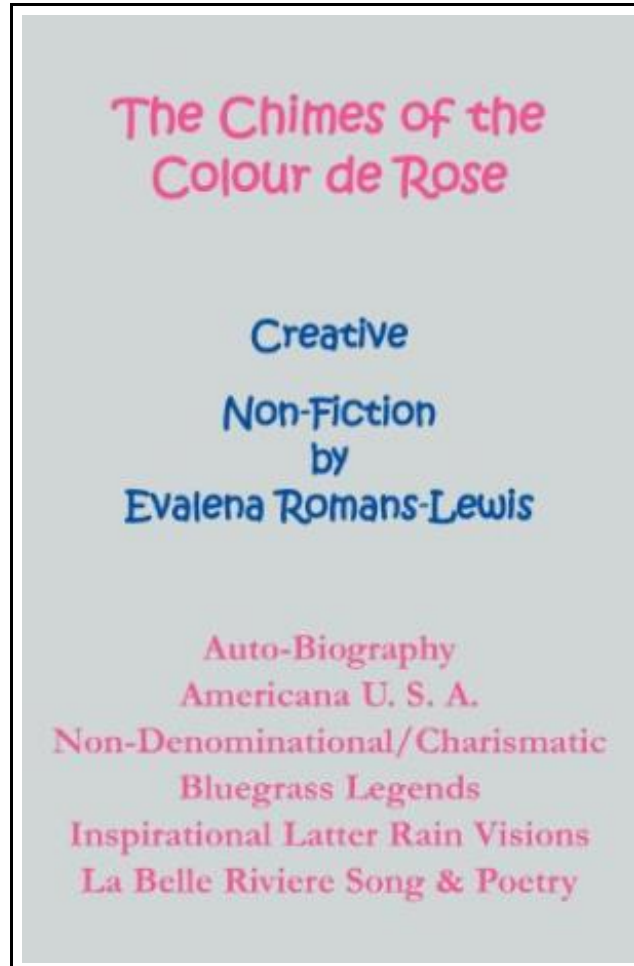 The Chimes of the
Colour de Rose
Creative
Non-Fiction
by
Evalena Romans-Lewis
Auto-Biography
Americana U. S. A.
Non-Denominational/Charismatic
Bluegrass Legends
Inspirational Latter Rain Visions
La Belle Riviere Song & Poetry